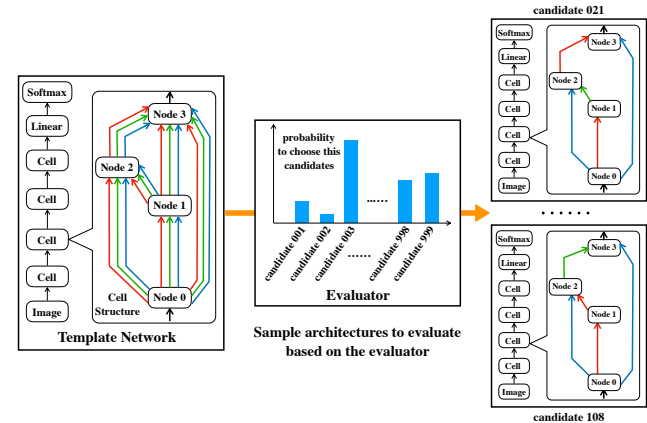 Softmax
Linear
Cell
Cell
Cell
Cell
Image
Node 3
Node 2
Node 1
Node 0
Cell
Structure
Template Network
probability
to choose this
candidates
......
......
candidate 001
candidate 002
candidate 003
candidate 998
candidate 999
Evaluator
Sample architectures to evaluate
based on the evaluator
candidate 021
Softmax
Linear
Cell
Cell
Cell
Cell
Cell
Image
Node 3
Node 2
Node 1
Node 0
......
Softmax
Linear
Cell
Cell
Cell
Cell
Image
Node 3
Node 2
Node 1
Node 0
candidate 108